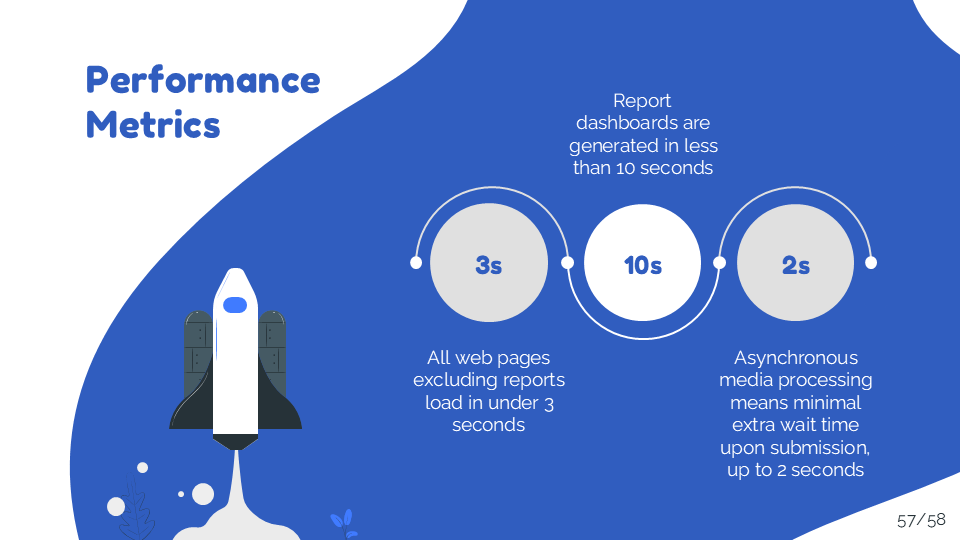 Performance
Metrics
Report
dashboards are
generated in less
than 10 seconds
3s
10s
2s
All web pages
excluding reports
load in under 3
seconds
Asynchronous
media processing
means minimal
extra wait time
upon submission,
up to 2 seconds
57/58